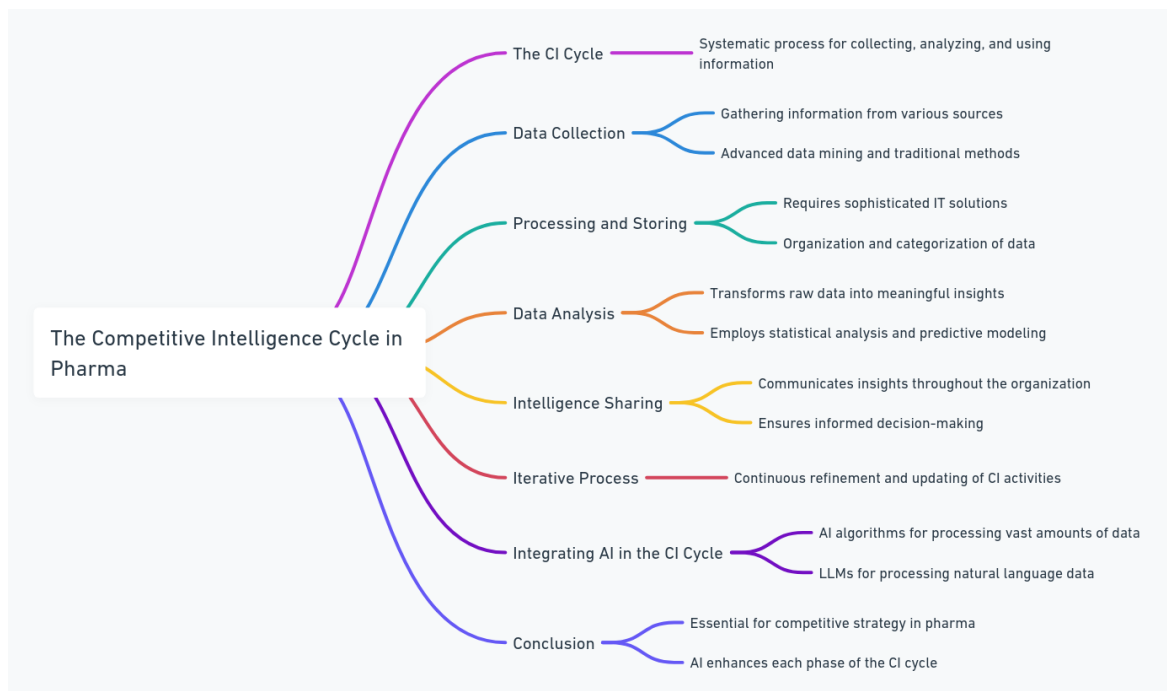 The CI Cycle
Systematic process for collecting, analyzing, and using
information
Data Collection
Gathering information from various sources
Advanced data mining and traditional methods
Processing and Storing
Requires sophisticated IT solutions
Organization and categorization of data
The Competitive Intelligence Cycle in
Pharma
Data Analysis
Transforms raw data into meaningful insights
Employs statistical analysis and predictive modeling
Intelligence Sharing
Communicates insights throughout the organization
Ensures informed decision-making
Iterative Process
Continuous refinement and updating of CI activities
Integrating AI in the CI Cycle
AI algorithms for processing vast amounts of data
LLMs for processing natural language data
Conclusion
Essential for competitive strategy in pharma
AI enhances each phase of the CI cycle